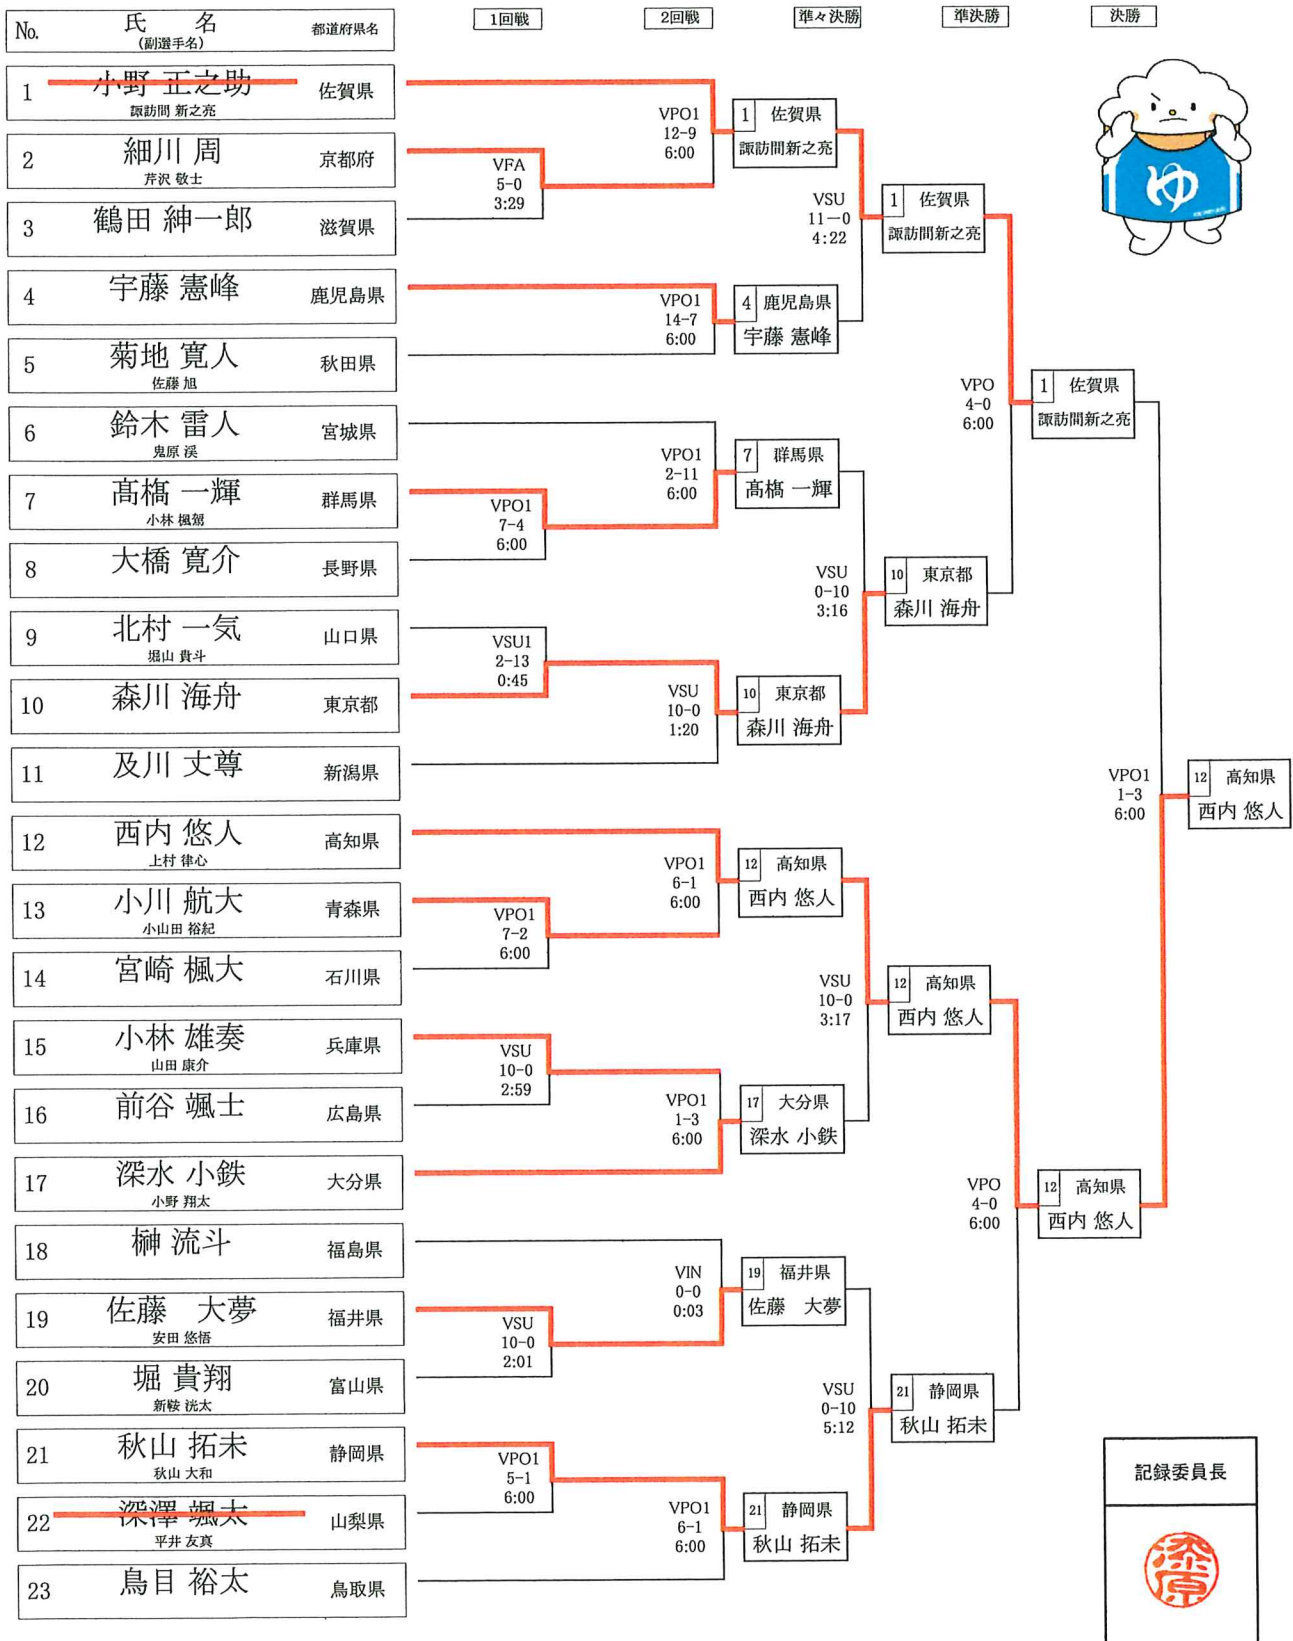 No. 氏 名 都道府県名 1回戦 2回戦 準々決勝 準決勝 決勝
(副選手名)
1 小野 正之助 佐賀県
諏訪間 新之亮
2 細川 周 京都府
芹沢 敬士
3 鶴田 紳一郎 滋賀県
4 宇藤 憲峰 鹿児島県
5 菊地 寛人 秋田県
佐藤 旭
6 鈴木 雷人 宮城県
鬼原 渓
7 髙橋 一輝 群馬県
小林 楓駕
8 大橋 寛介 長野県
9 北村 一気 山口県
堀山 貴斗
10 森川 海舟 東京都
11 及川 丈尊 新潟県
12 西内 悠人 高知県
上村 律心
13 小川 航大 青森県
小山田 裕紀
14 宮崎 楓大 石川県
15 小林 雄奏 兵庫県
山田 康介
16 前谷 颯士 広島県
17 深水 小鉄 大分県
小野 翔太
18 榊 流斗 福島県
19 佐藤 大夢 福井県
安田 悠悟
20 堀 貴翔 富山県
新鞍 洸太
21 秋山 拓未 静岡県
秋山 大和
22 深澤 颯太 山梨県
平井 友真
23 鳥目 裕太 鳥取県
VFA
5-0
3:29
VPO1
7-4
6:00
VSU1
2-13
0:45
VPO1
7-2
6:00
VSU
10-0
2:59
VSU
10-0
2:01
VPO1
5-1
6:00
VPO1
12-9
6:00
VPO1
14-7
6:00
VPO1
2-11
6:00
VSU
10-0
1:20
VPO1
6-1
6:00
VPO1
1-3
6:00
VIN
0-0
0:03
VPO1
6-1
6:00
1 佐賀県
諏訪間新之亮
4 鹿児島県
宇藤 憲峰
7 群馬県
髙橋 一輝
10 東京都
森川 海舟
12 高知県
西内 悠人
17 大分県
深水 小鉄
19 福井県
佐藤 大夢
21 静岡県
秋山 拓未
VSU
11-0
4:22
VSU
0-10
3:16
VSU
10-0
3:17
VSU
0-10
5:12
1 佐賀県
諏訪間新之亮
10 東京都
森川 海舟
12 高知県
西内 悠人
21 静岡県
秋山 拓未
VPO
4-0
6:00
VPO
4-0
6:00
1 佐賀県
諏訪間新之亮
12 高知県
西内 悠人
VPO1
1-3
6:00
12 高知県
西内 悠人
ゆ
記録委員長
漆原